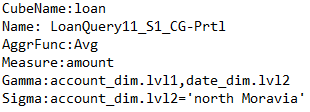 CubeName:loan
Name: LoanQuery11_S1_CG-Prtl
AggrFunc:Avg
Measure:amount
Gamma:account_dim.lvl1,date_dim.lvl2
Sigma:account_dim.lvl2='north Moravia'